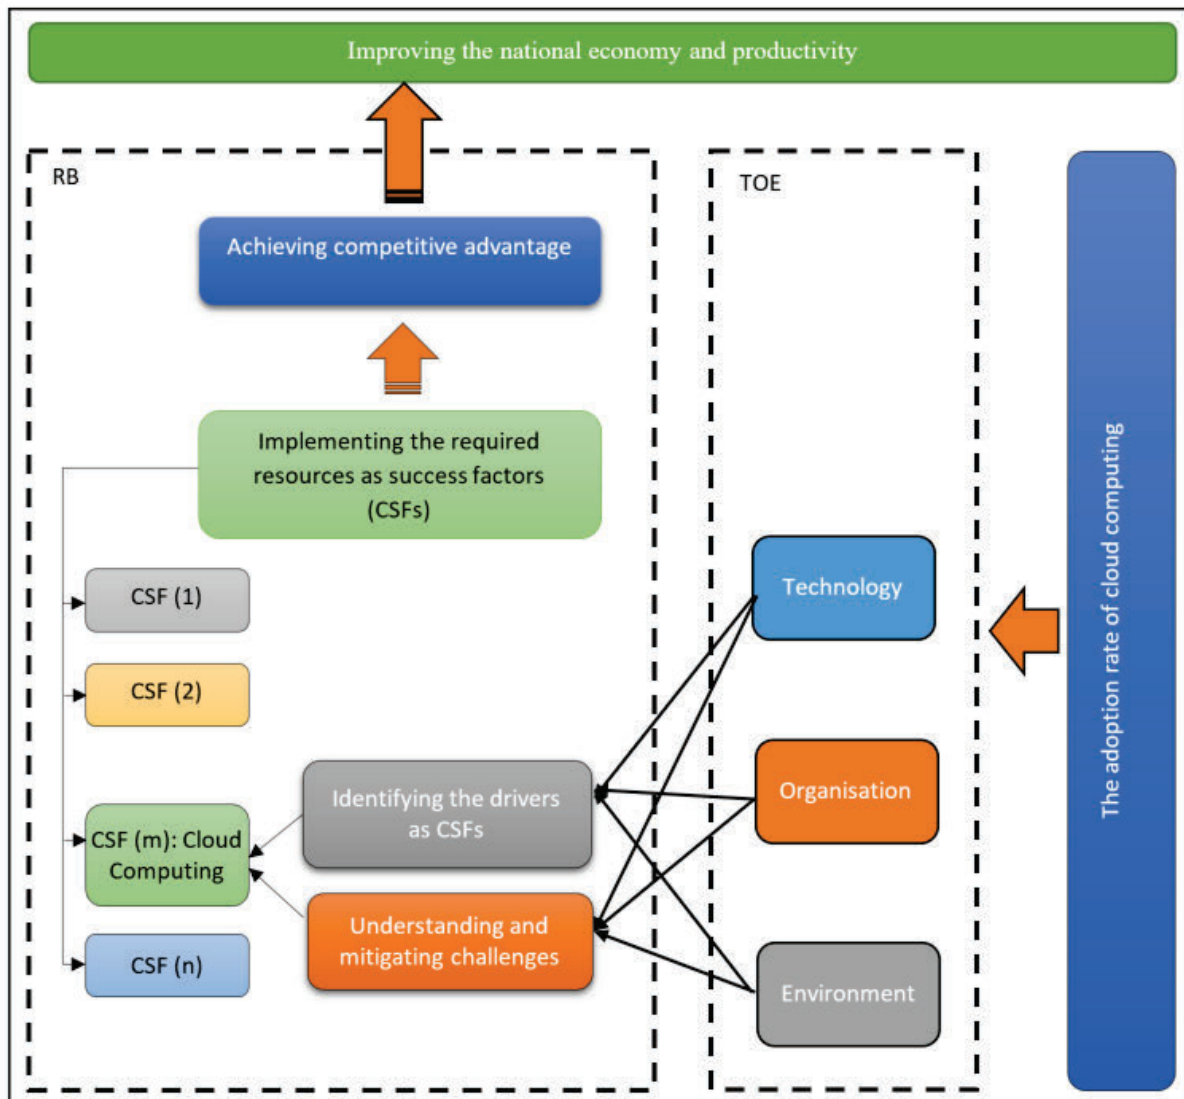 Improving the national economy and productivity
RB
TOE
Achieving competitive advantage
Implementing the required
resources as success factors
(CSFs)
CSF (1)
CSF (2)
CSF (m): Cloud
Computing
CSF (n)
Identifying the drivers
as CSFs
Understanding and
mitigating challenges
Technology
Organisation
Environment
The adoption rate of cloud computing